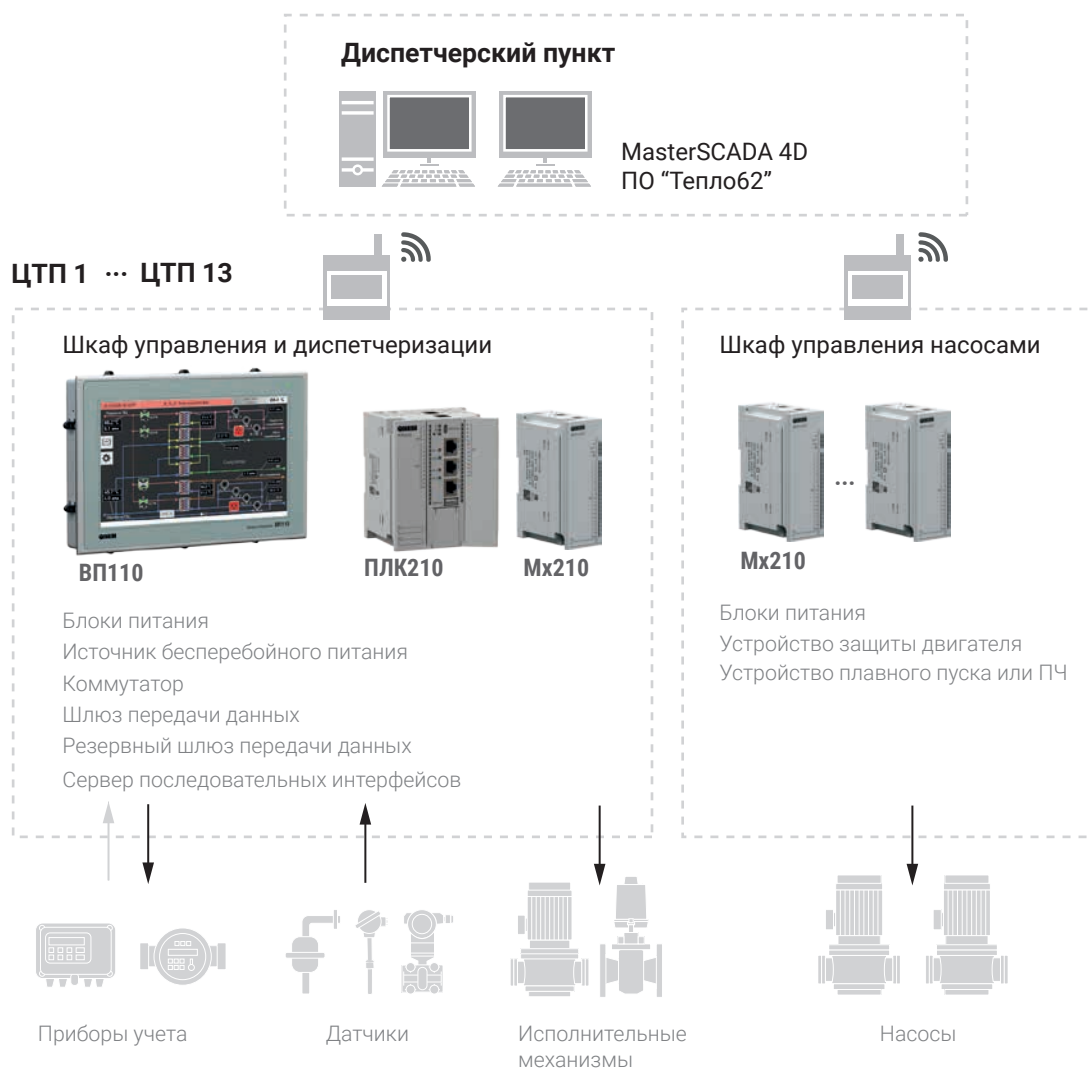 Диспетчерский пункт
MasterSCADA 4D
ПО “Тепло62”
ЦТП 1 ... ЦТП 13
Шкаф управления и диспетчеризации
ВП110
ПЛК210
Мх210
Блоки питания
Источник бесперебойного питания
Коммутатор
Шлюз передачи данных
Резервный шлюз передачи данных
Сервер последовательных интерфейсов
Шкаф управления насосами
...
Мх210
Блоки питания
Устройство защиты двигателя
Устройство плавного пуска или ПЧ
Приборы учета
Датчики
Исполнительные
механизмы
Насосы